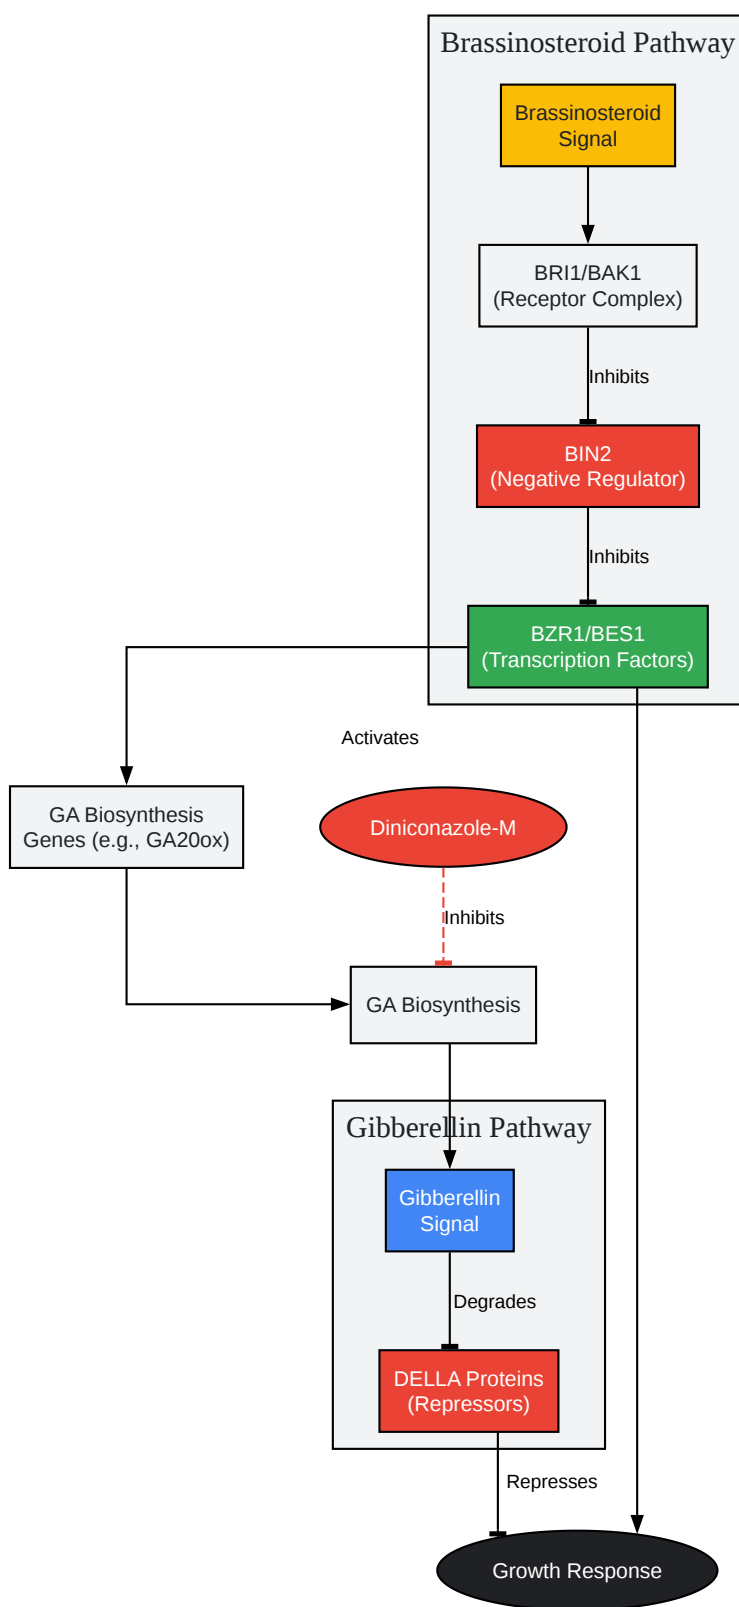 Brassinosteroid Pathway
Brassinosteroid
Signal
BRI1/BAK1
(Receptor Complex)
Inhibits
BIN2
(Negative Regulator)
Inhibits
BZR1/BES1
(Transcription Factors)
Activates
GA Biosynthesis
Genes (e.g., GA20ox)
Diniconazole-M
Inhibits
GA Biosynthesis
Gibberellin Pathway
Gibberellin
Signal
Degrades
DELLA Proteins
(Repressors)
Represses
Growth Response